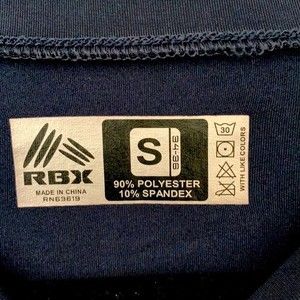 RBX
MADE IN CHINA
RN63619
S
34-36
90% POLYESTER
10% SPANDEX
30
WITH LIKE COLORS